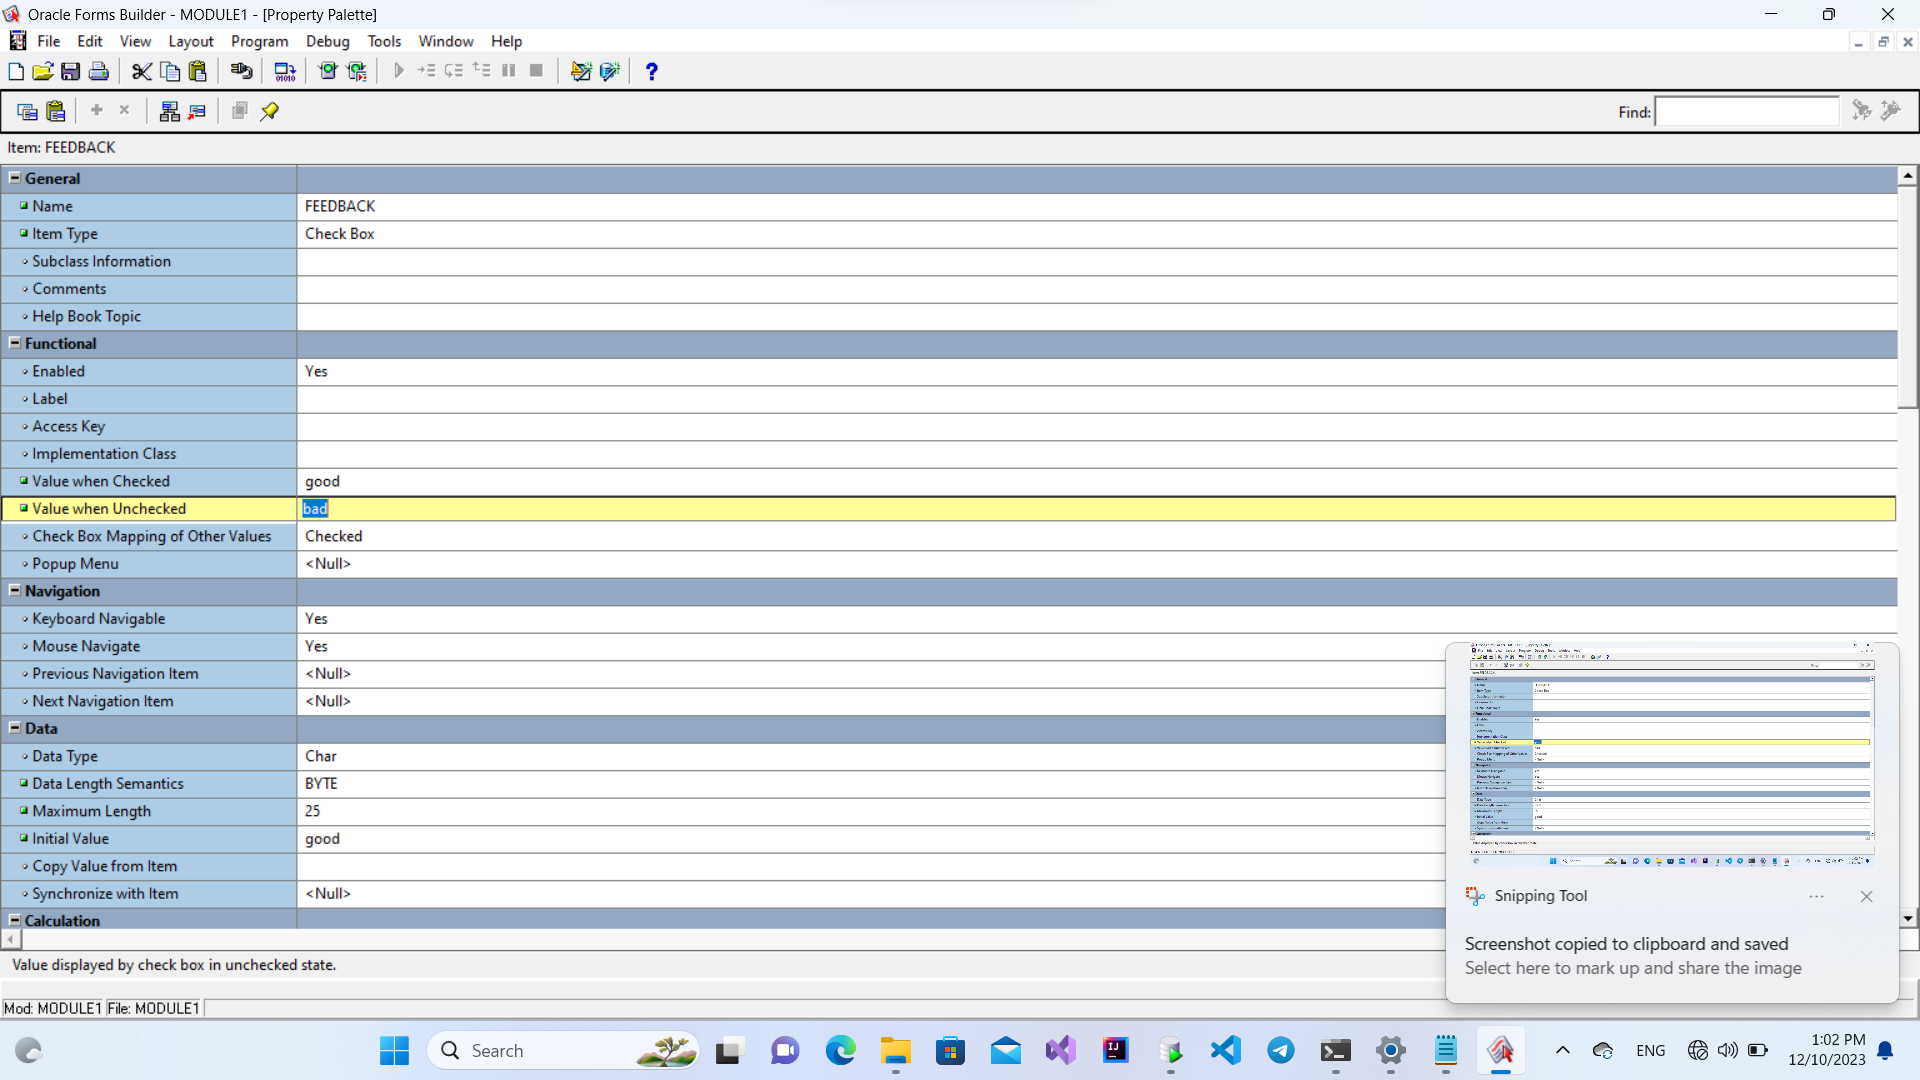 Oracle Forms Builder - MODULE1 - [Property Palette]
File Edit View Layout Program Debug Tools Window Help
Find:
Item: FEEDBACK
General
Name FEEDBACK
Item Type Check Box
Subclass Information
Comments
Help Book Topic
Functional
Enabled Yes
Label
Access Key
Implementation Class
Value when Checked good
Value when Unchecked bad
Check Box Mapping of Other Values Checked
Popup Menu <Null>
Navigation
Keyboard Navigable Yes
Mouse Navigate Yes
Previous Navigation Item <Null>
Next Navigation Item <Null>
Data
Data Type Char
Data Length Semantics BYTE
Maximum Length 25
Initial Value good
Copy Value from Item
Synchronize with Item <Null>
Calculation
Snipping Tool
Screenshot copied to clipboard and saved
Select here to mark up and share the image
Value displayed by check box in unchecked state.
Mod: MODULE1 File: MODULE1
Search
ENG
1:02 PM
12/10/2023